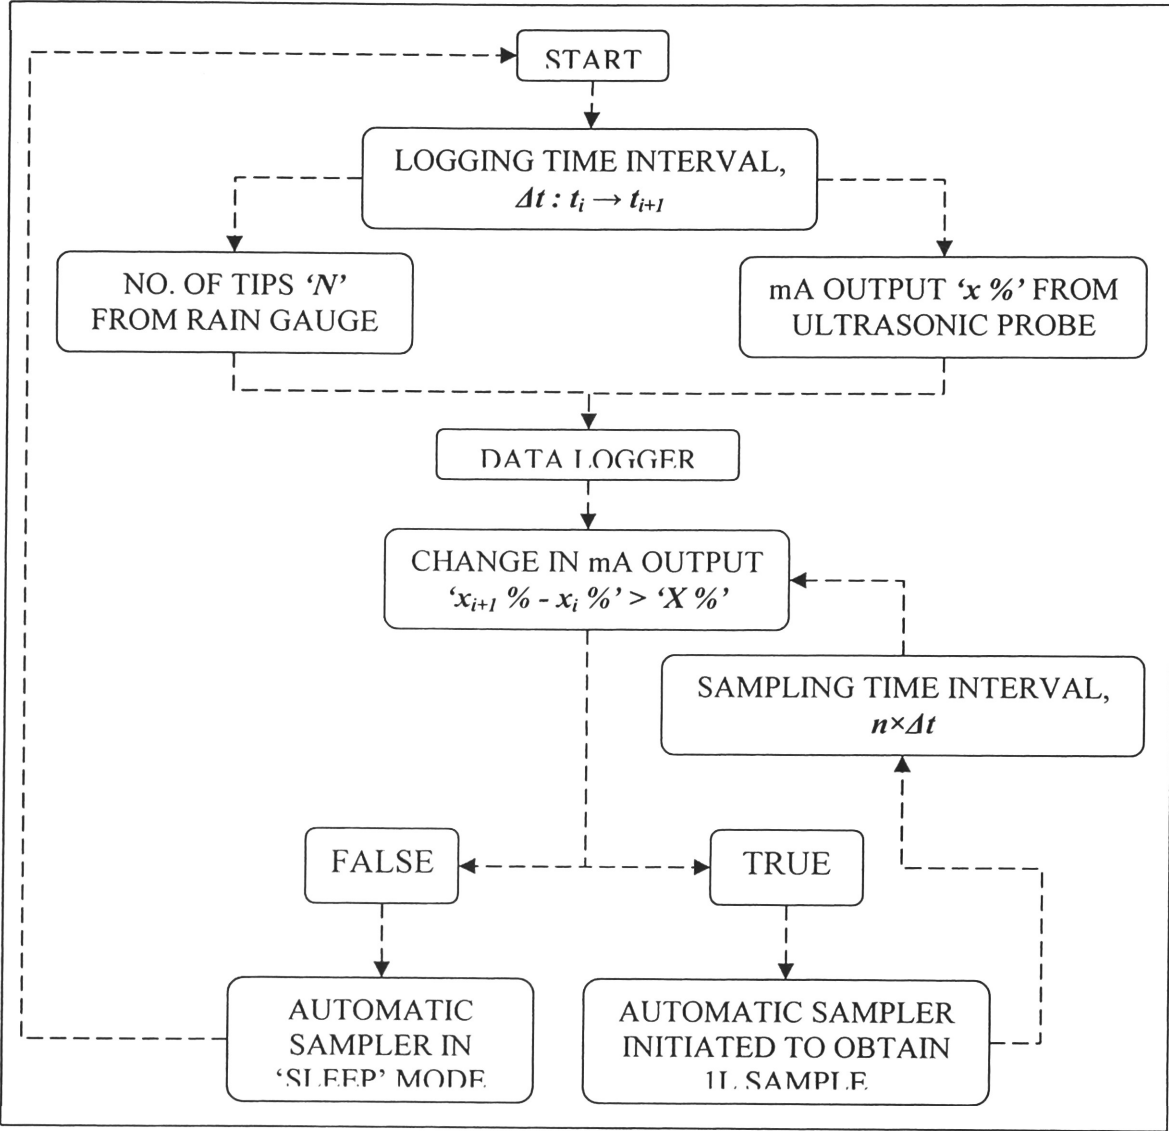 START
LOGGING TIME INTERVAL,
Δt : tᵢ → tᵢ₊₁
NO. OF TIPS ‘N’
FROM RAIN GAUGE
mA OUTPUT ‘x %’ FROM
ULTRASONIC PROBE
DATA LOGGER
CHANGE IN mA OUTPUT
‘xᵢ₊₁ % - xᵢ %’ > ‘X %’
SAMPLING TIME INTERVAL,
n×Δt
FALSE
TRUE
AUTOMATIC
SAMPLER IN
‘SLEEP’ MODE
AUTOMATIC SAMPLER
INITIATED TO OBTAIN
1L SAMPLE